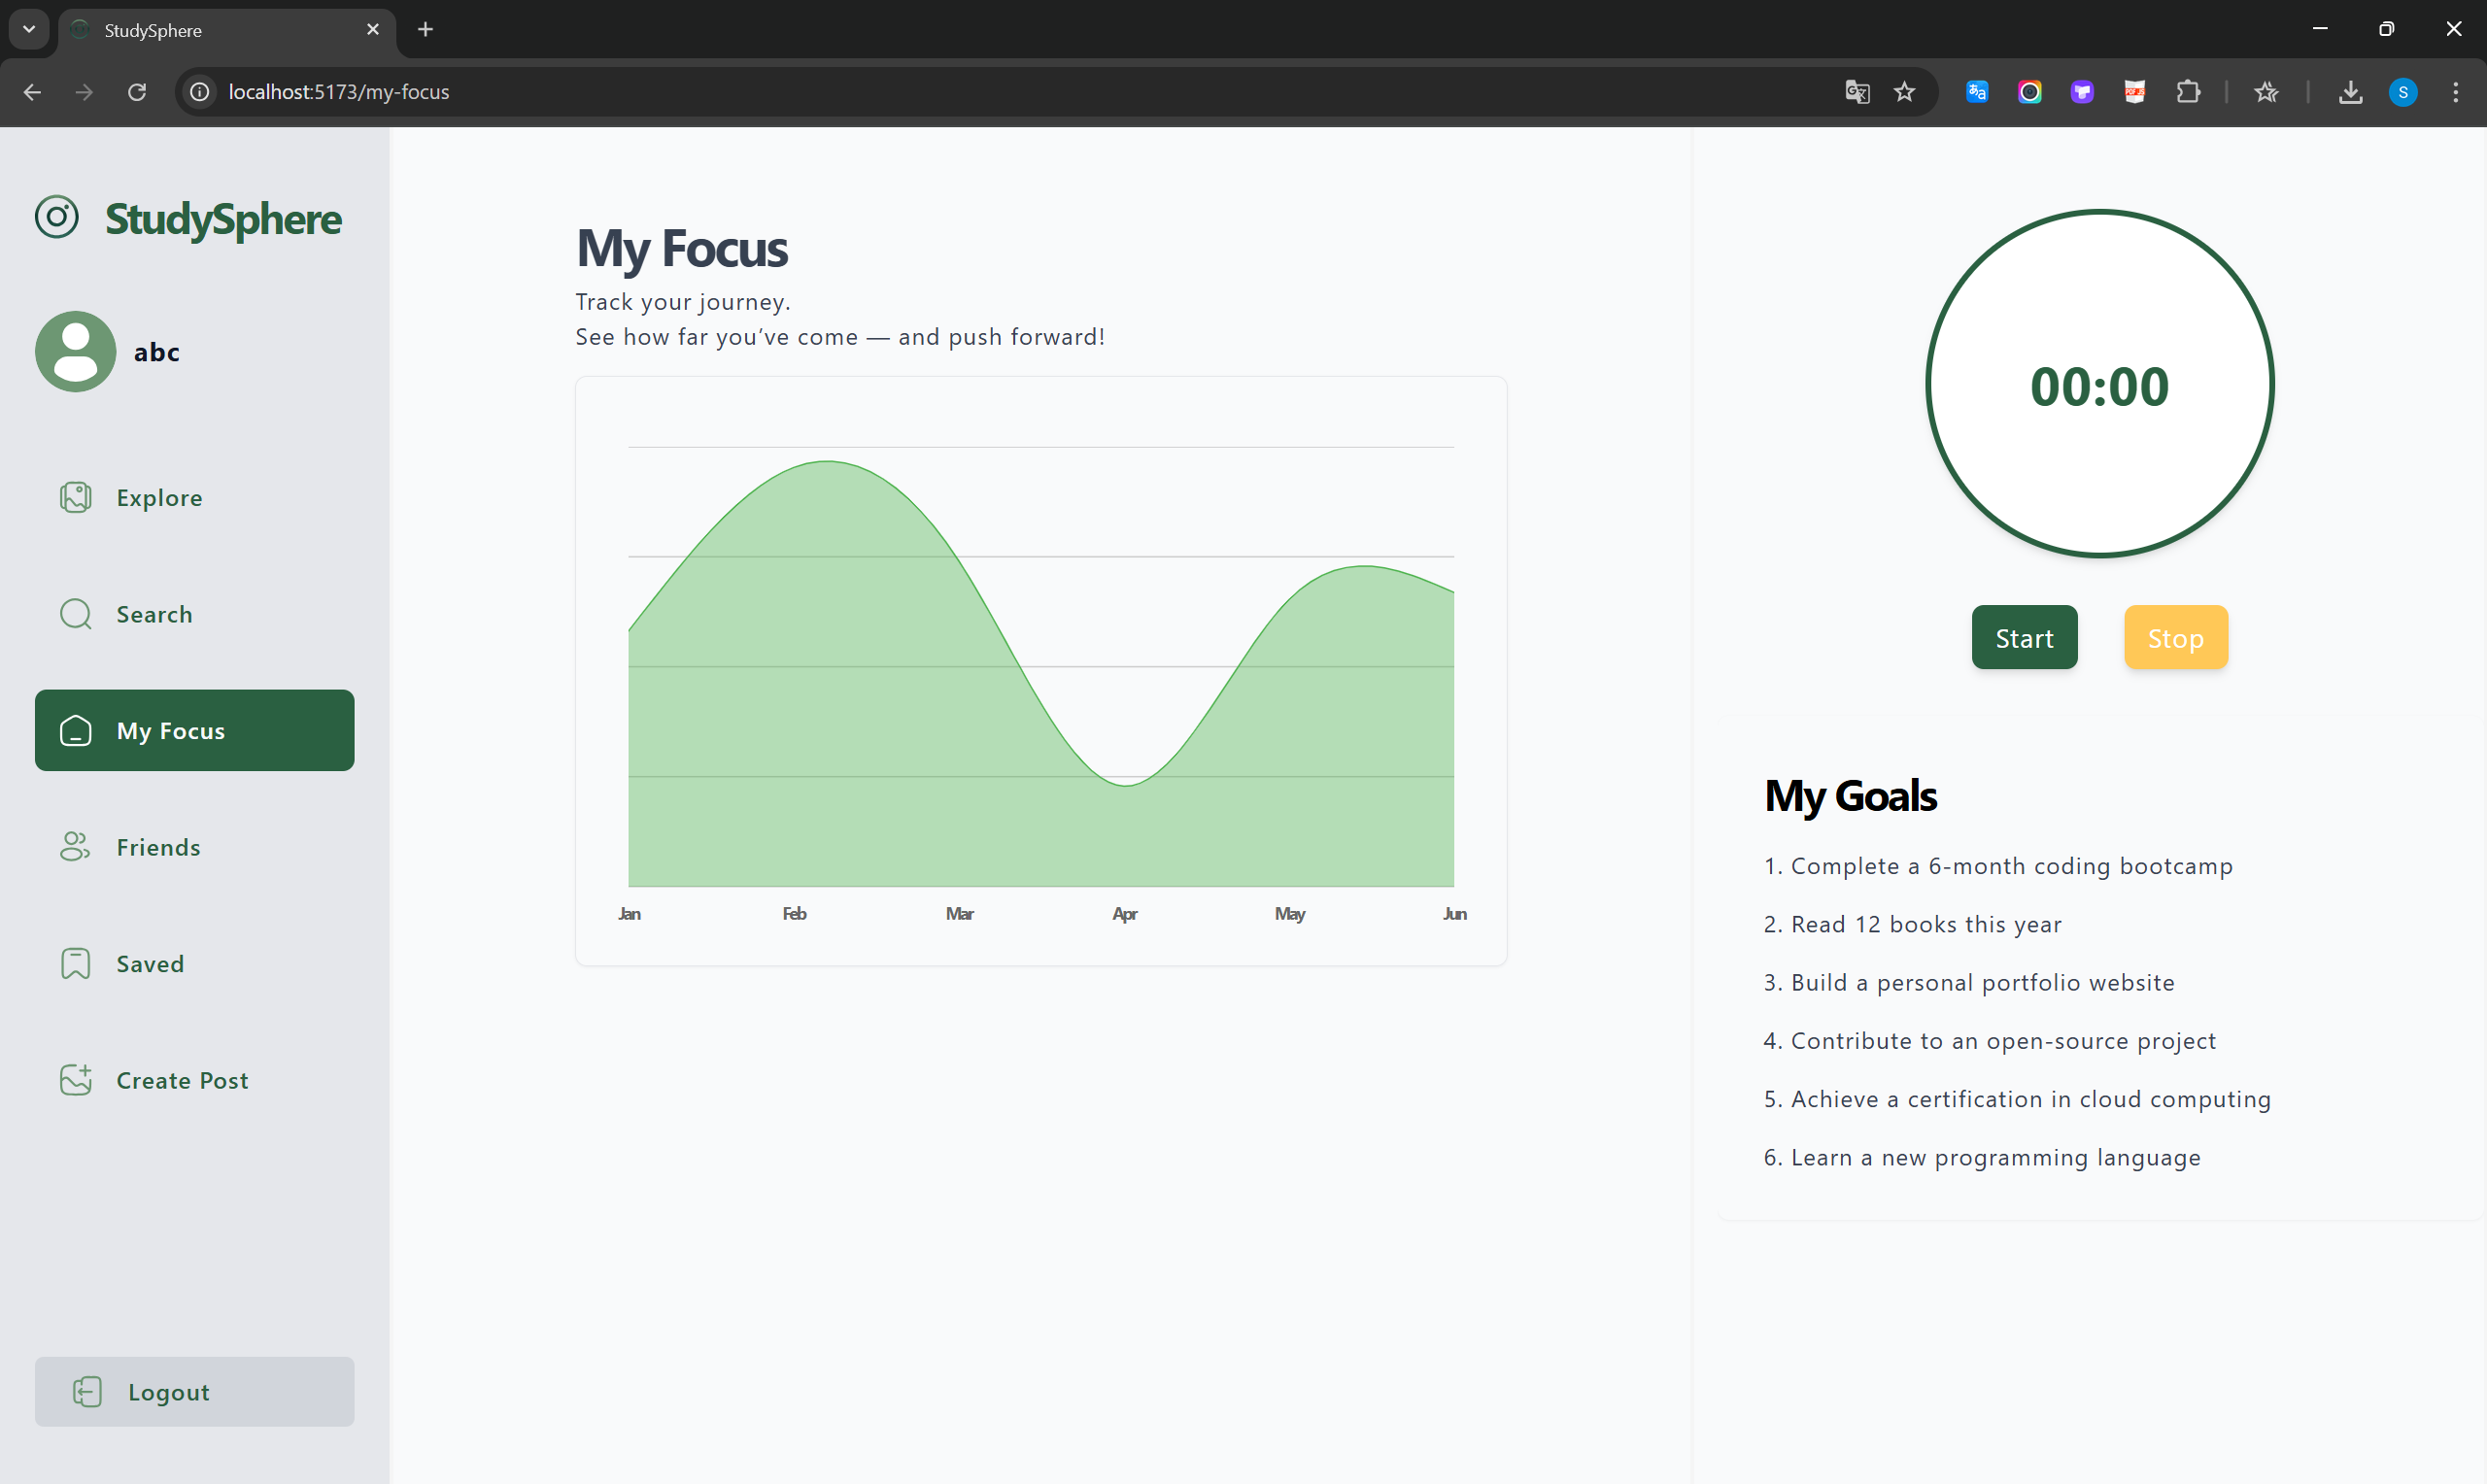 StudySphere
localhost:5173/my-focus
S
StudySphere
abc
Explore
Search
My Focus
Friends
Saved
Create Post
Logout
My Focus
Track your journey.
See how far you’ve come — and push forward!
Jan Feb Mar Apr May Jun
00:00
Start Stop
My Goals
1. Complete a 6-month coding bootcamp
2. Read 12 books this year
3. Build a personal portfolio website
4. Contribute to an open-source project
5. Achieve a certification in cloud computing
6. Learn a new programming language